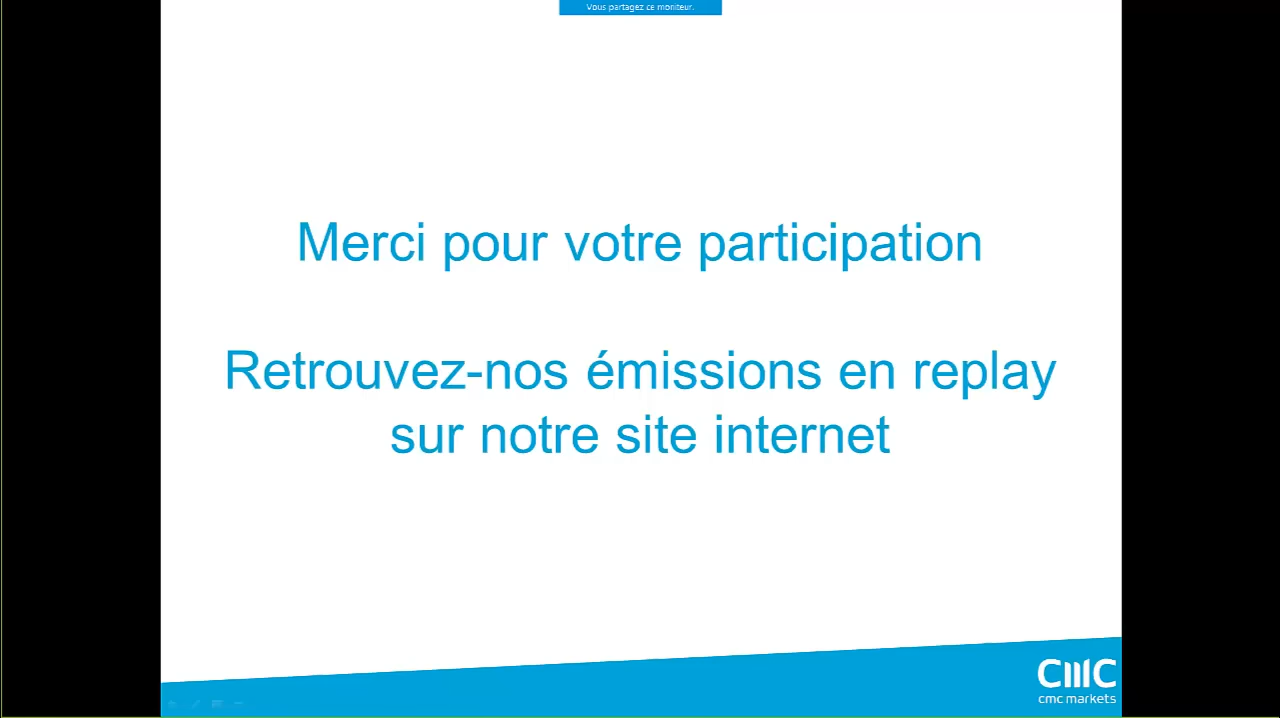 Vous partagez ce moniteur.
Merci pour votre participation
Retrouvez-nos émissions en replay
sur notre site internet
CMC
cmc markets